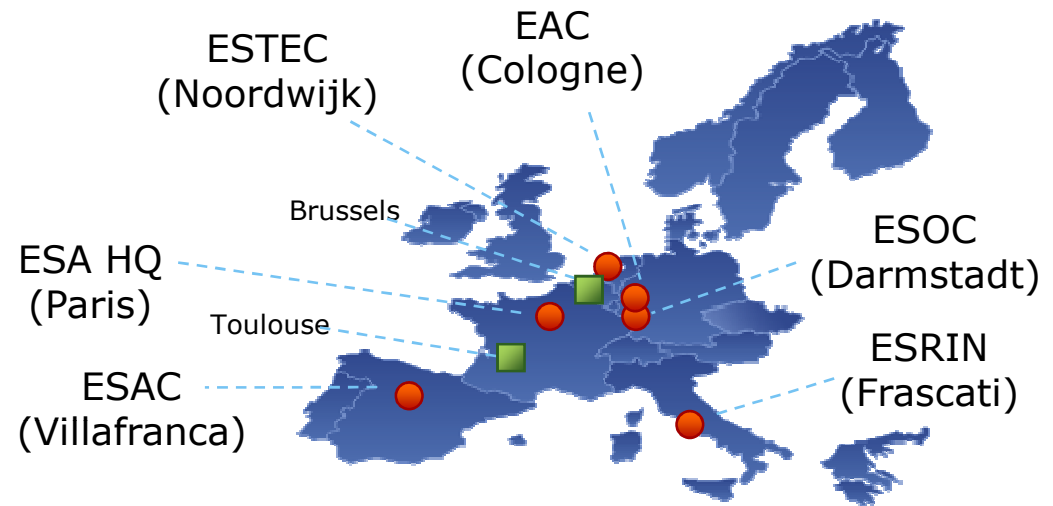 ESTEC
(Noordwijk)
EAC
(Cologne)
Brussels
ESA HQ
(Paris)
Toulouse
ESAC
(Villafranca)
ESOC
(Darmstadt)
ESRIN
(Frascati)